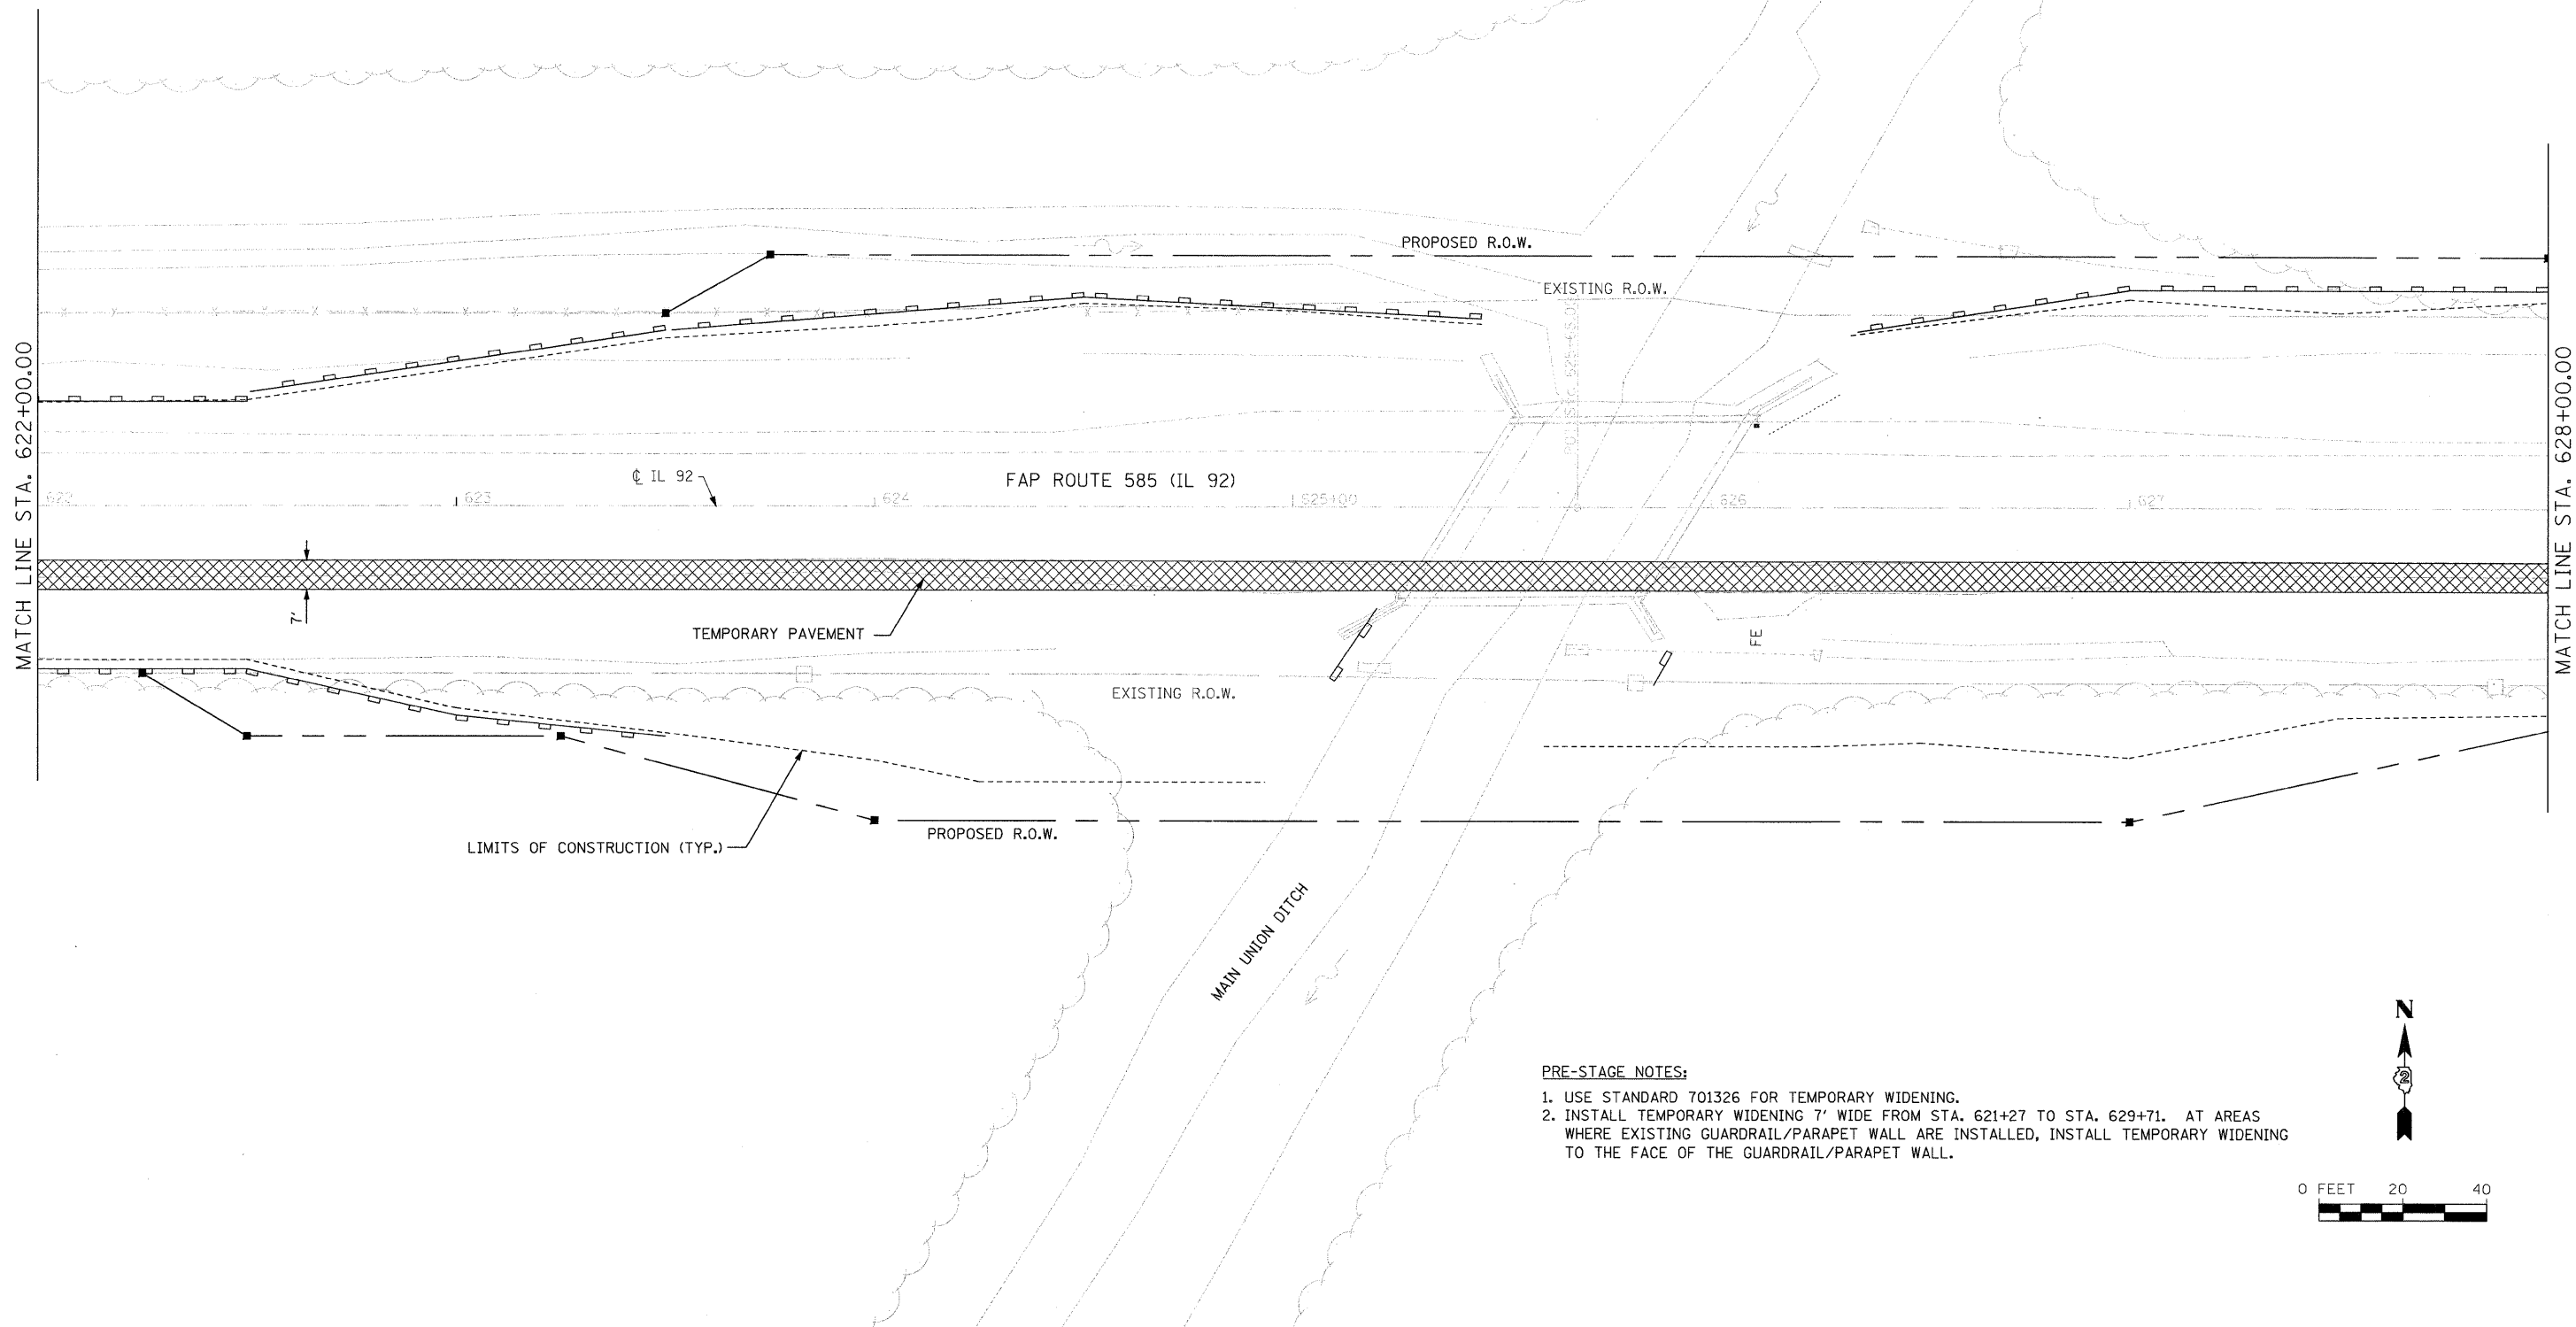 PROPOSED R.O.W.
EXISTING R.O.W.
MATCH LINE STA. 622+00.00
MATCH LINE STA. 628+00.00
℄ IL 92
FAP ROUTE 585 (IL 92)
622
623
624
625+00
626
627
7'
TEMPORARY PAVEMENT
FE
EXISTING R.O.W.
PROPOSED R.O.W.
LIMITS OF CONSTRUCTION (TYP.)
MAIN UNION DITCH
N
2
PRE-STAGE NOTES:
1. USE STANDARD 701326 FOR TEMPORARY WIDENING.
2. INSTALL TEMPORARY WIDENING 7' WIDE FROM STA. 621+27 TO STA. 629+71. AT AREAS
WHERE EXISTING GUARDRAIL/PARAPET WALL ARE INSTALLED, INSTALL TEMPORARY WIDENING
TO THE FACE OF THE GUARDRAIL/PARAPET WALL.
0 FEET 20 40